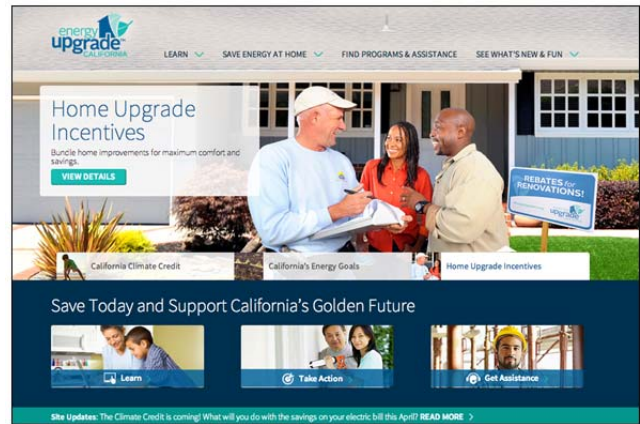 energy
upgrade
CALIFORNIA
LEARN
SAVE ENERGY AT HOME
FIND PROGRAMS & ASSISTANCE
SEE WHAT'S NEW & FUN
Home Upgrade
Incentives
Bundle home improvements for maximum comfort and
savings.
VIEW DETAILS
REBATES for
RENOVATIONS!
upgrade
California Climate Credit
California's Energy Goals
Home Upgrade Incentives
Save Today and Support California's Golden Future
Learn
Take Action
Get Assistance
Site Updates: The Climate Credit is coming! What will you do with the savings on your electric bill this April? READ MORE